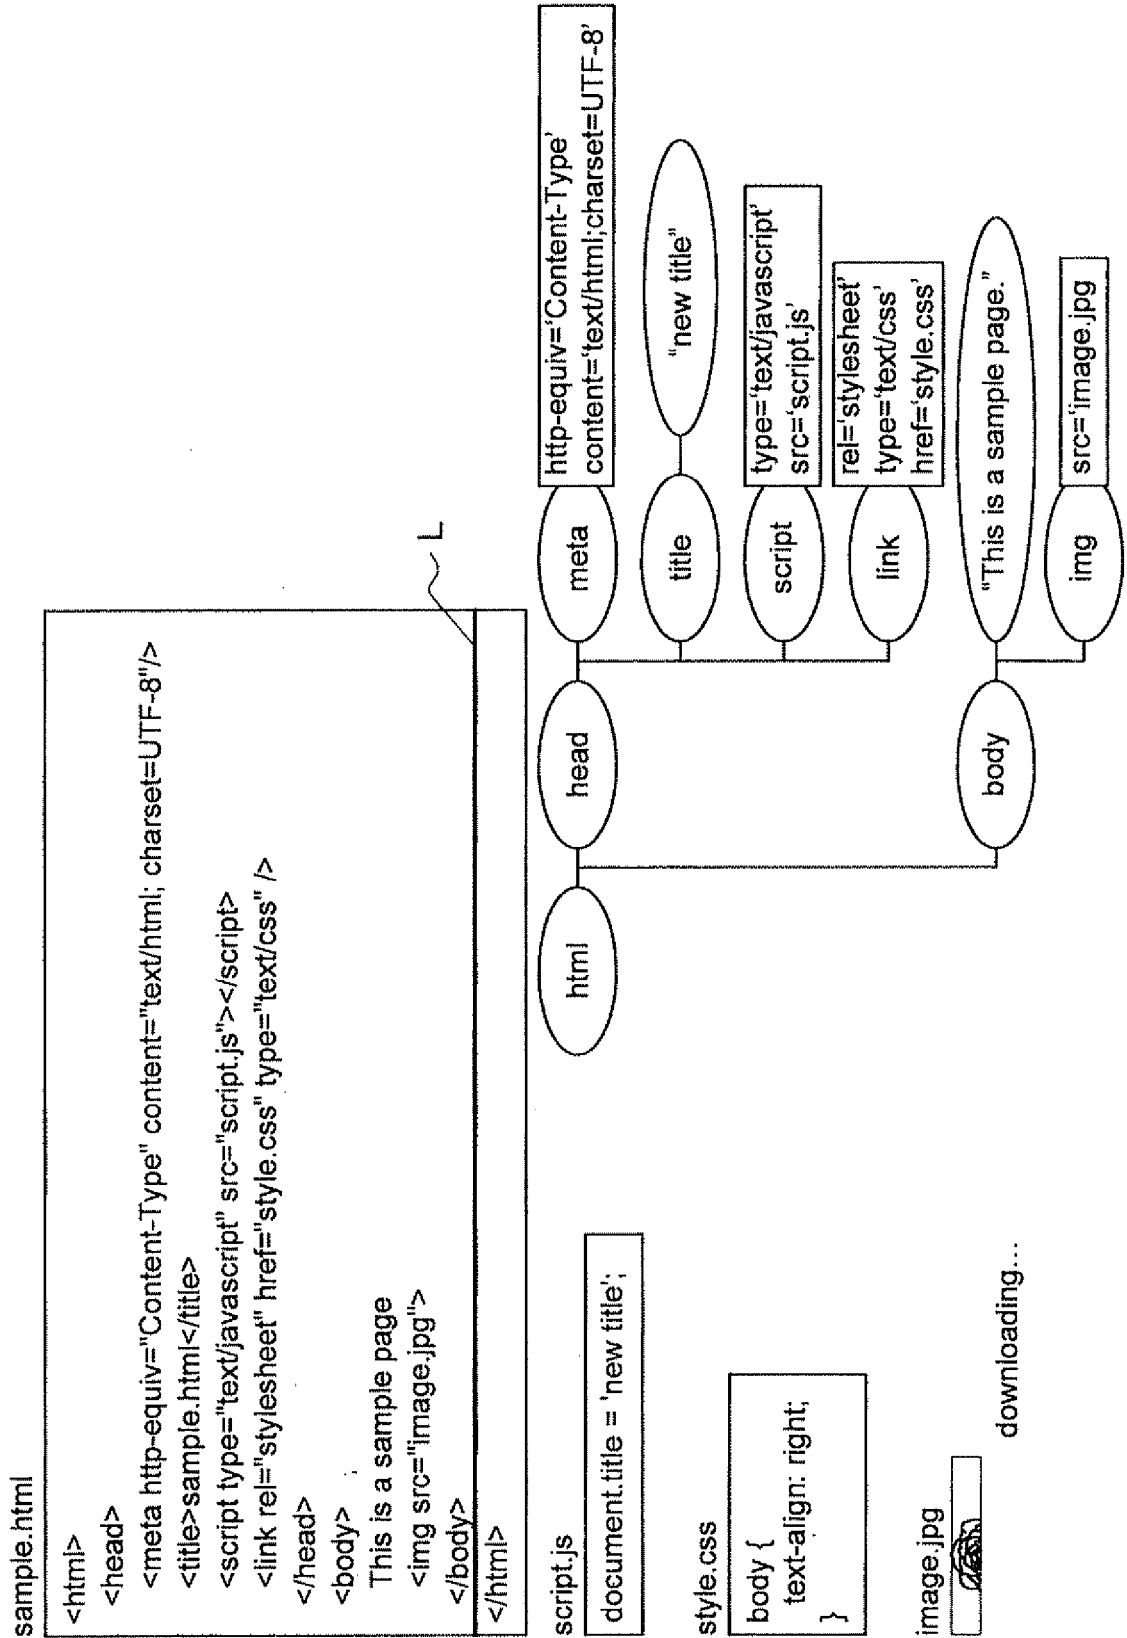 sample.html
<html>
<head>
<meta http-equiv="Content-Type" content="text/html; charset=UTF-8"/>
<title>sample.html</title>
<script type="text/javascript" src="script.js"></script>
<link rel="stylesheet" href="style.css" type="text/css" />
</head>
<body>
This is a sample page
<img src="image.jpg">
</body>
</html>
L
script.js
document.title = 'new title';
style.css
body {
text-align: right;
}
image.jpg
downloading...
html
head
meta
http-equiv=‘Content-Type’
content=‘text/html;charset=UTF-8’
title
“new title”
script
type=‘text/javascript’
src=‘script.js’
link
rel=‘stylesheet’
type=‘text/css’
href=‘style.css’
body
“This is a sample page.”
img
src=‘image.jpg